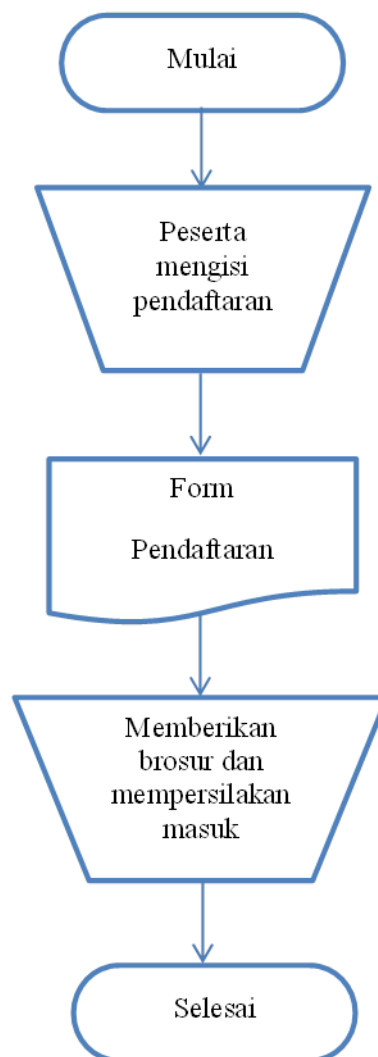 Mulai
Peserta
mengisi
pendaftaran
Form
Pendaftaran
Memberikan
brosur dan
mempersilakan
masuk
Selesai